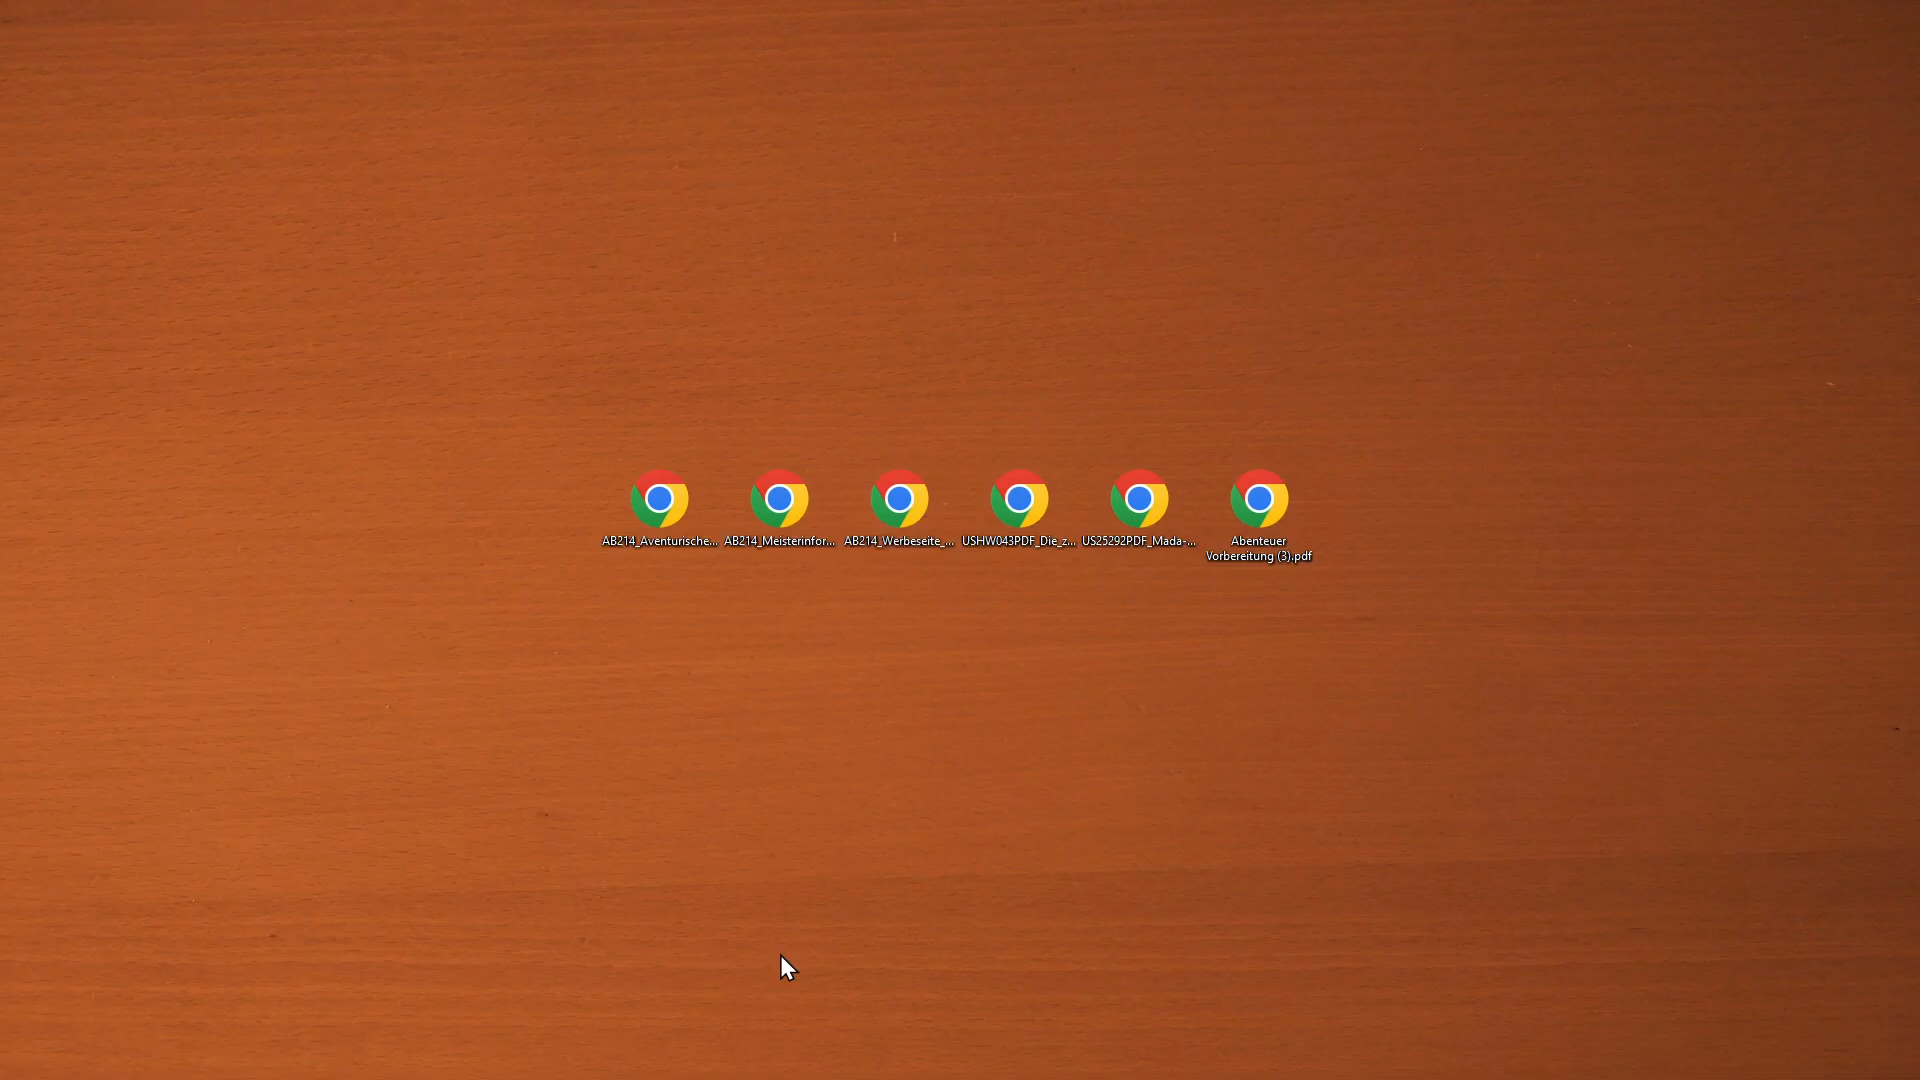 AB214_Aventurische...
AB214_Meisterinfor...
AB214_Werbeseite_...
USHW043PDF_Die_z...
US25292PDF_Mada-...
Abenteuer
Vorbereitung (3).pdf